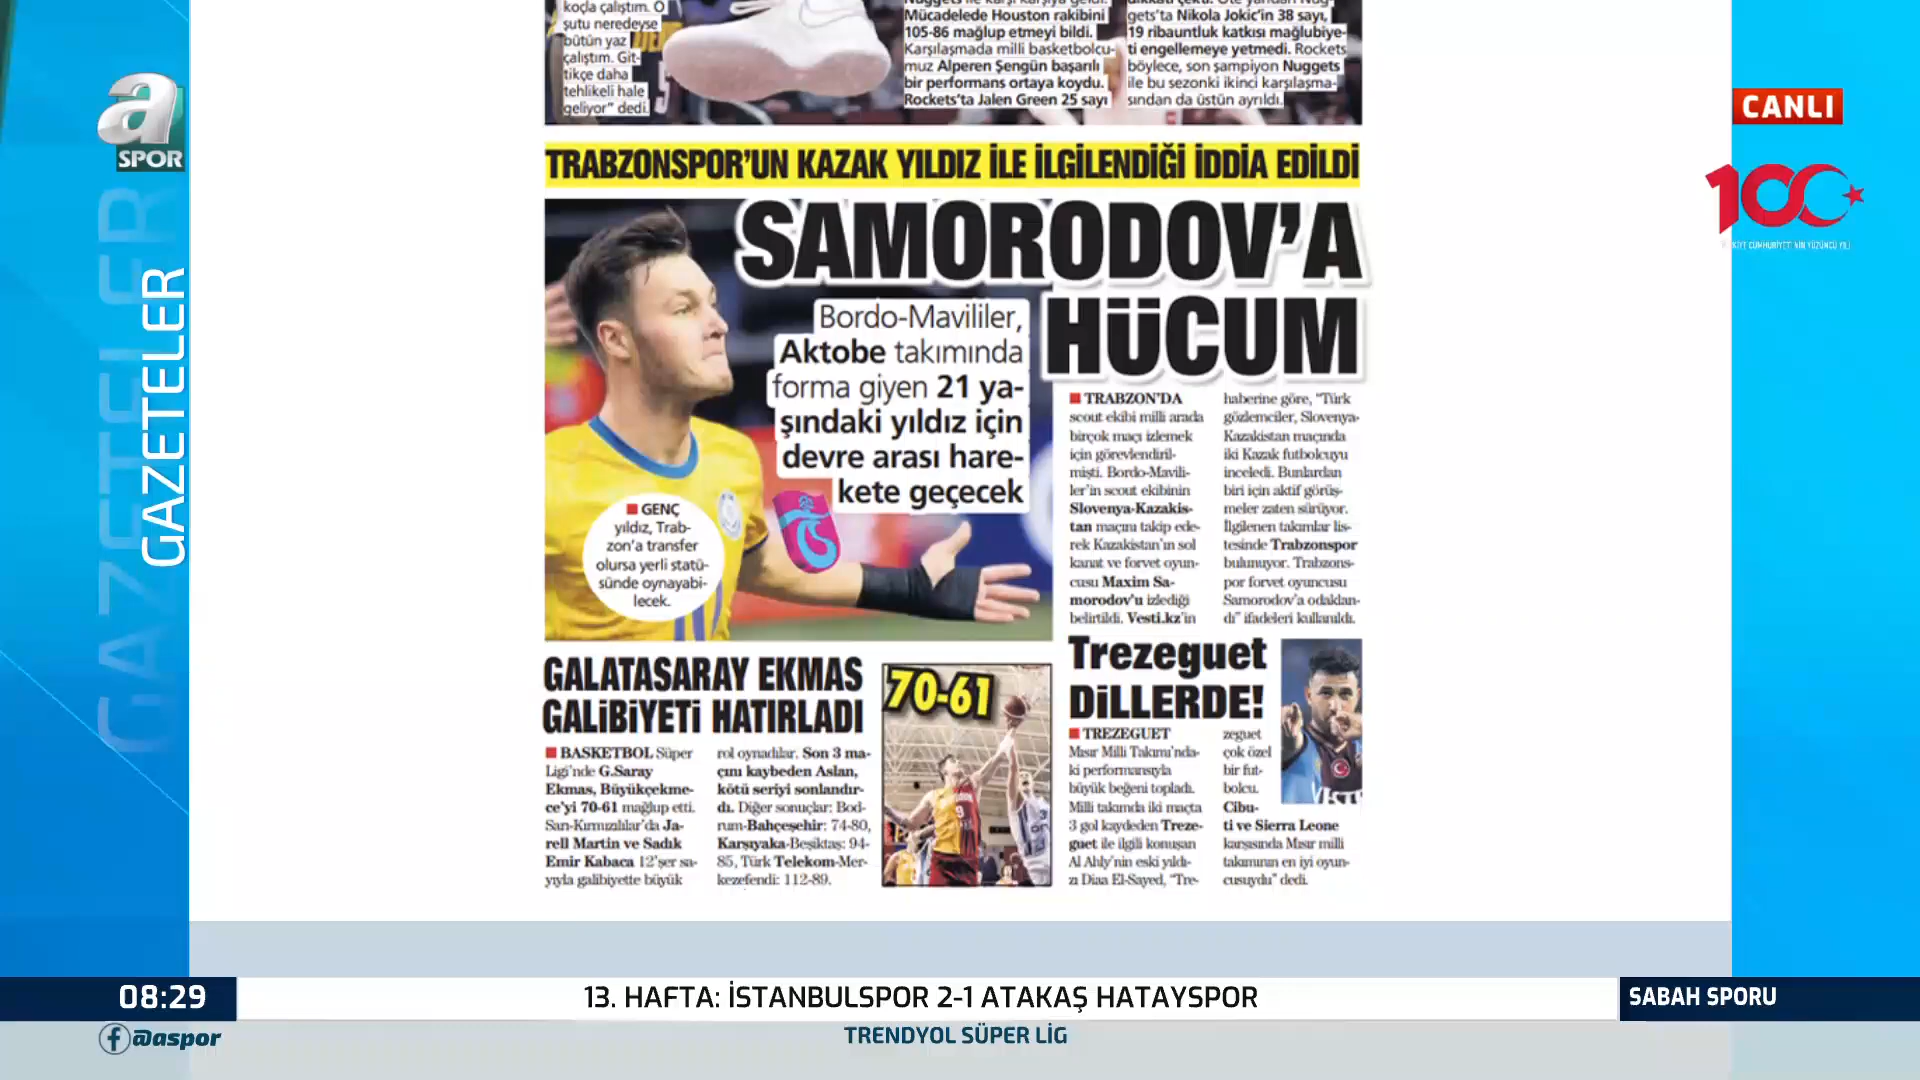 koçla çalıştım. O
şutu neredeyse
bütün yaz
çalıştım. Git-
tikçe daha
tehlikeli hale
geliyor” dedi.
Mücadelede Houston rakibini
105-86 mağlup etmeyi bildi.
Karşılaşmada milli basketbolcu-
muz Alperen Şengün başarılı
bir performans ortaya koydu.
Rockets’ta Jalen Green 25 sayı
gets’ta Nikola Jokic’in 38 sayı,
19 ribauntluk katkısı mağlubiye-
ti engellemeye yetmedi. Rockets
böylece, son şampiyon Nuggets
ile bu sezonki ikinci karşılaşma-
sından da üstün ayrıldı.
a
SPOR
GAZETELER
GAZETELER
CANLI
100
TRABZONSPOR’UN KAZAK YILDIZ İLE İLGİLENDİĞİ İDDİA EDİLDİ
SAMORODOV’A
HÜCUM
Bordo-Mavililer,
Aktobe takımında
forma giyen 21 ya-
şındaki yıldız için
devre arası hare-
kete geçecek
GENÇ
yıldız, Trab-
zon’a transfer
olursa yerli statü-
sünde oynayabi-
lecek.
TRABZON’DA
scout ekibi milli arada
birçok maçı izlemek
için görevlendiril-
mişti. Bordo-Mavili-
ler’in scout ekibinin
Slovenya-Kazakis-
tan maçını takip ede-
rek Kazakistan’ın sol
kanat ve forvet oyun-
cusu Maxim Sa-
morodov’u izlediği
belirtildi. Vesti.kz’in
haberine göre, “Türk
gözlemciler, Slovenya-
Kazakistan maçında
iki Kazak futbolcuyu
inceledi. Bunlardan
biri için aktif görüş-
meler zaten sürüyor.
İlgilenen takımlar lis-
tesinde Trabzonspor
bulunuyor. Trabzons-
por forvet oyuncusu
Samorodov’a odaklan-
dı” ifadeleri kullanıldı.
GALATASARAY EKMAS
GALİBİYETİ HATIRLADI
BASKETBOL Süper
Ligi’nde G.Saray
Ekmas, Büyükçekme-
ce’yi 70-61 mağlup etti.
Sarı-Kırmızılılar’da Ja-
rell Martin ve Sadık
Emir Kabaca 12’şer sa-
yıyla galibiyette büyük
rol oynadılar. Son 3 ma-
çını kaybeden Aslan,
kötü seriyi sonlandır-
dı. Diğer sonuçlar: Bod-
rum-Bahçeşehir: 74-80,
Karşıyaka-Beşiktaş: 94-
85, Türk Telekom-Mer-
kezefendi: 112-89.
70-61
Trezeguet
DİLLERDE!
TREZEGUET
Mısır Milli Takımı’nda-
ki performansıyla
büyük beğeni topladı.
Milli takımda iki maçta
3 gol kaydeden Treze-
guet ile ilgili konuşan
Al Ahly’nin eski yıldı-
zı Diaa El-Sayed, “Tre-
zeguet
çok özel
bir fut-
bolcu.
Cibu-
ti ve Sierra Leone
karşısında Mısır milli
takımının en iyi oyun-
cusuydu” dedi.
08:29
13. HAFTA: İSTANBULSPOR 2-1 ATAKAŞ HATAYSPOR
SABAH SPORU
@aspor
TRENDYOL SÜPER LİG